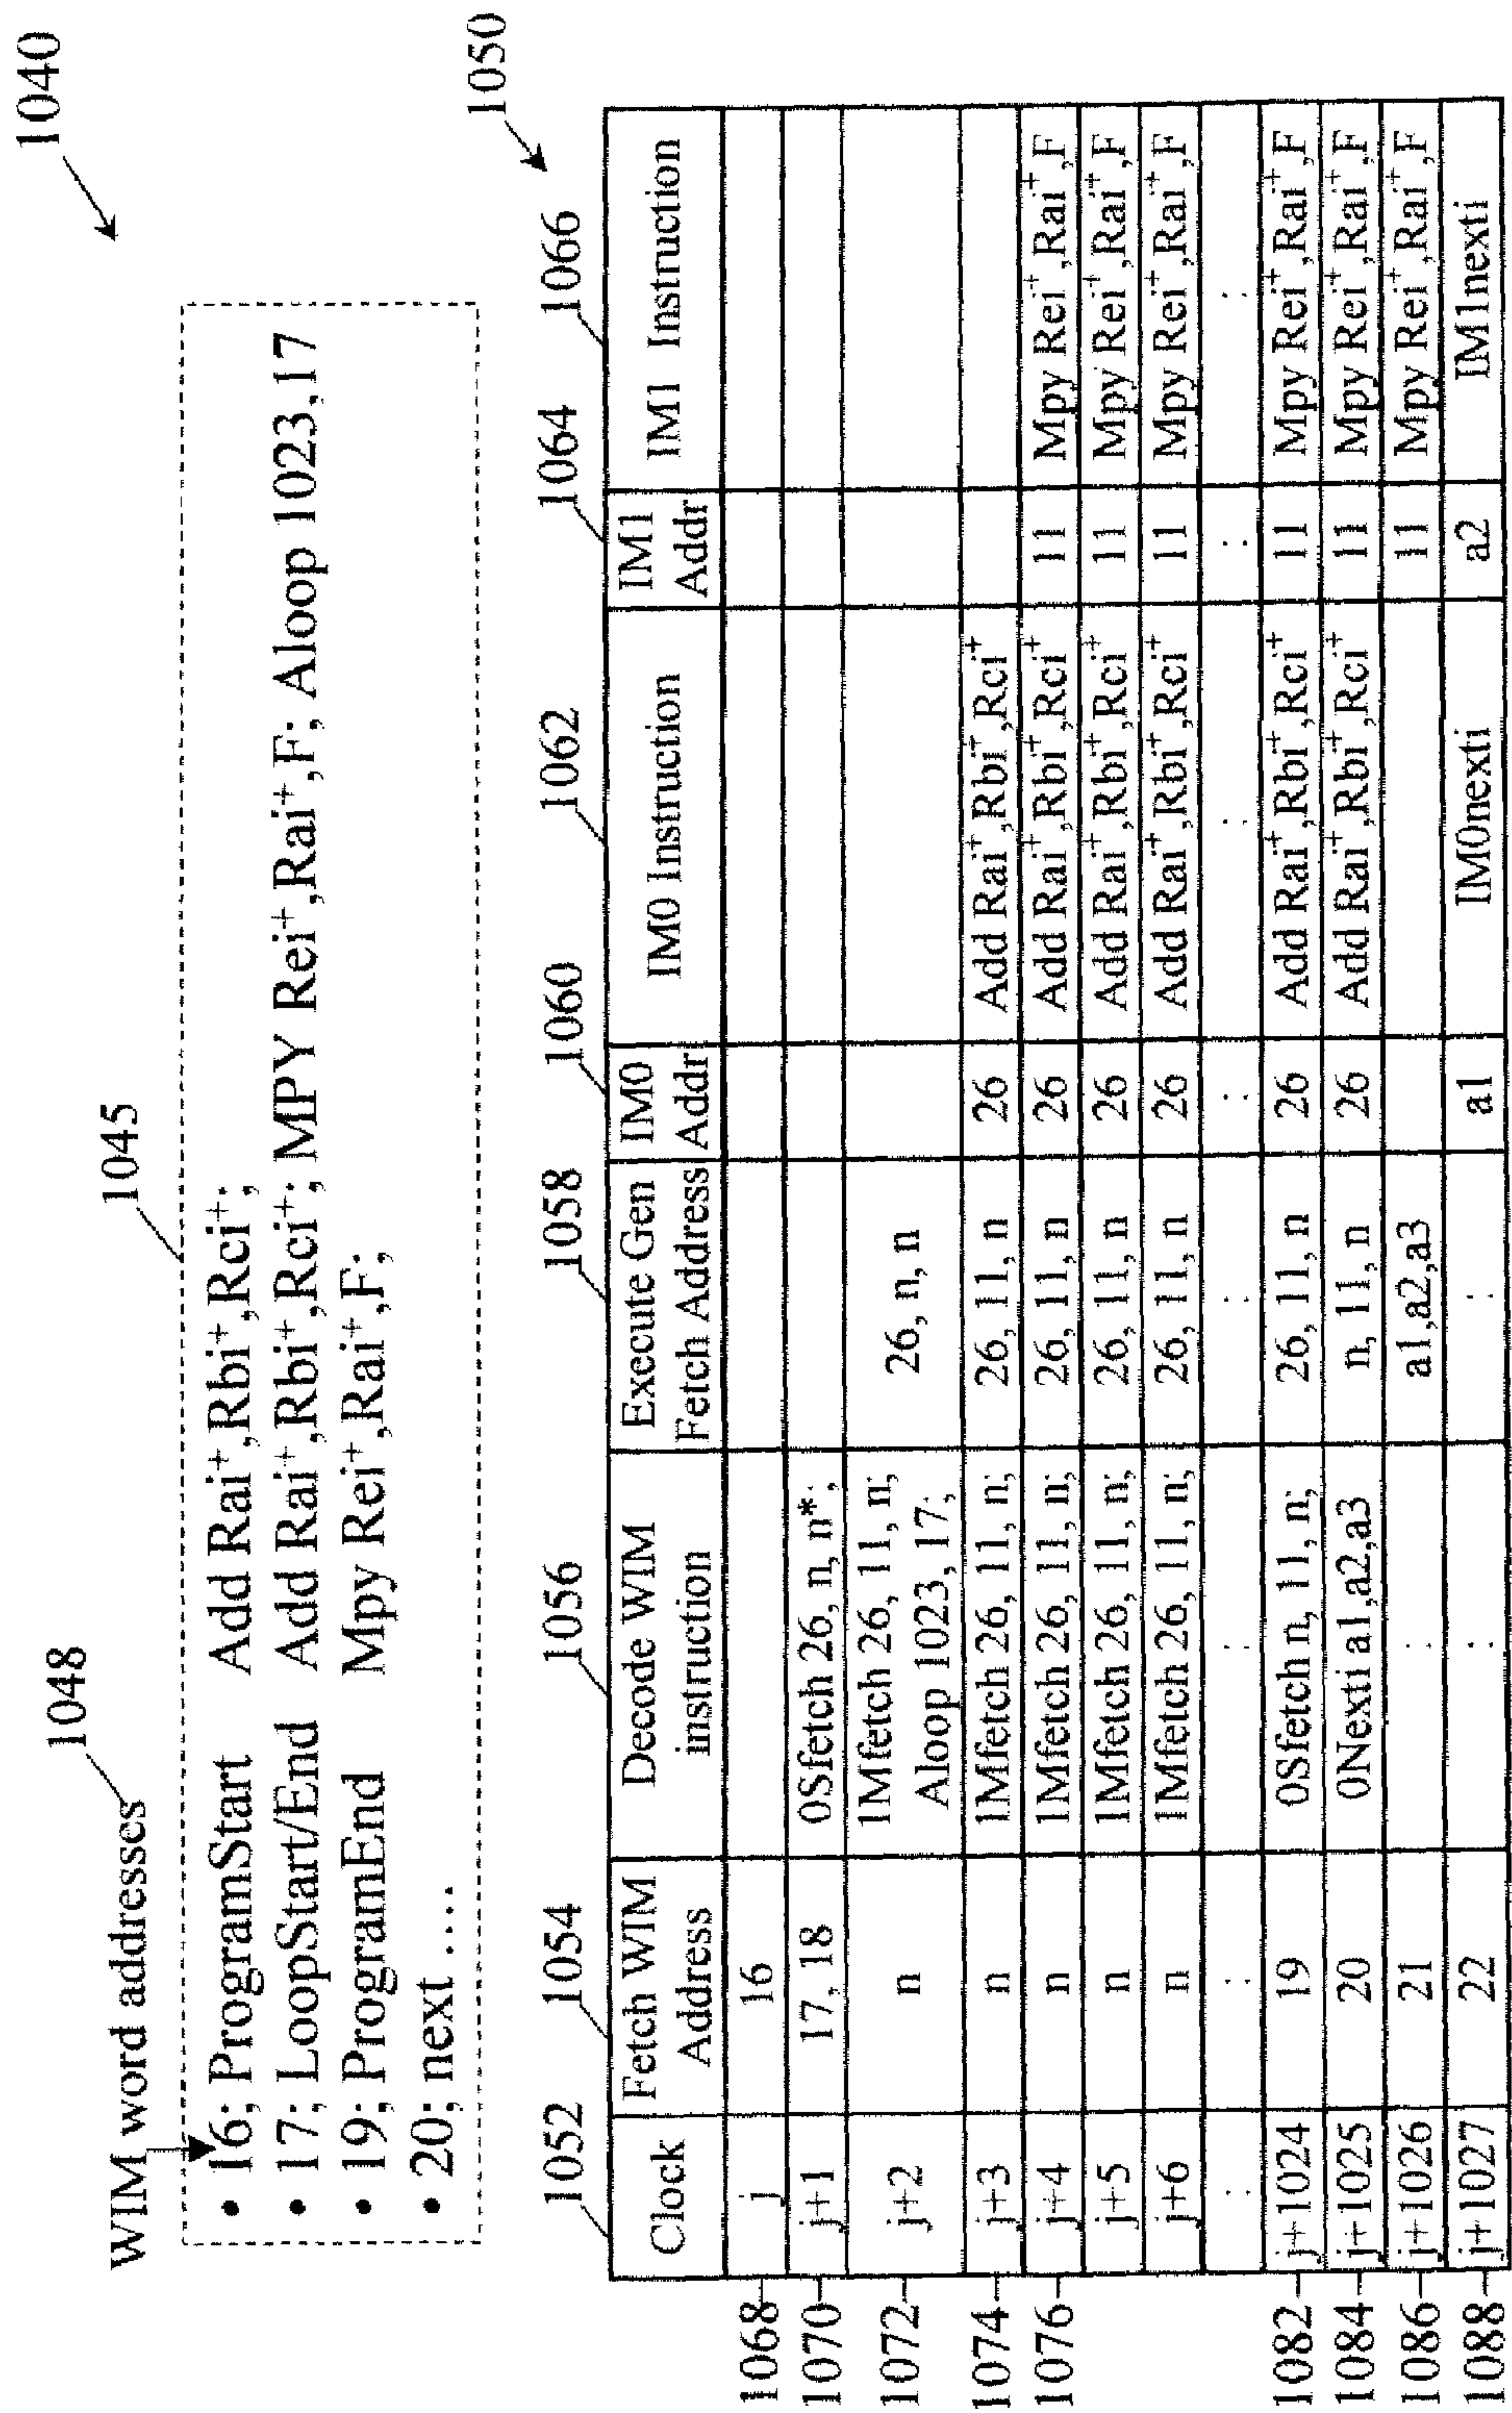 1040
WIM word addresses
1048
1045
• 16; ProgramStart Add Rai⁺,Rbi⁺,Rci⁺;
• 17; LoopStart/End Add Rai⁺,Rbi⁺,Rci⁺; MPY Rei⁺,Rai⁺,F; Aloop 1023,17
• 19; ProgramEnd Mpy Rei⁺,Rai⁺,F;
• 20; next ....
1050
1052 1054 1056 1058 1060 1062 1064 1066
Clock | Fetch WIM Address | Decode WIM instruction | Execute Gen Fetch Address | IM0 Addr | IM0 Instruction | IM1 Addr | IM1 Instruction
1068 j | 16
1070 j+1 | 17, 18 | 0Sfetch 26, n, n*;
1072 j+2 | n | 1Mfetch 26, 11, n; Aloop 1023, 17; | 26, n, n
1074 j+3 | n | 1Mfetch 26, 11, n; | 26, 11, n | 26 | Add Rai⁺,Rbi⁺,Rci⁺
1076 j+4 | n | 1Mfetch 26, 11, n; | 26, 11, n | 26 | Add Rai⁺,Rbi⁺,Rci⁺ | 11 | Mpy Rei⁺,Rai⁺,F
j+5 | n | 1Mfetch 26, 11, n; | 26, 11, n | 26 | Add Rai⁺,Rbi⁺,Rci⁺ | 11 | Mpy Rei⁺,Rai⁺,F
j+6 | n | 1Mfetch 26, 11, n; | 26, 11, n | 26 | Add Rai⁺,Rbi⁺,Rci⁺ | 11 | Mpy Rei⁺,Rai⁺,F
: | : | : | : | : | : | : | :
1082 j+1024 | 19 | 0Sfetch n, 11, n; | 26, 11, n | 26 | Add Rai⁺,Rbi⁺,Rci⁺ | 11 | Mpy Rei⁺,Rai⁺,F
1084 j+1025 | 20 | 0Nexti a1,a2,a3 | n, 11, n | 26 | Add Rai⁺,Rbi⁺,Rci⁺ | 11 | Mpy Rei⁺,Rai⁺,F
1086 j+1026 | 21 | : | a1,a2,a3 | | | 11 | Mpy Rei⁺,Rai⁺,F
1088 j+1027 | 22 | : | : | a1 | IM0nexti | a2 | IM1nexti